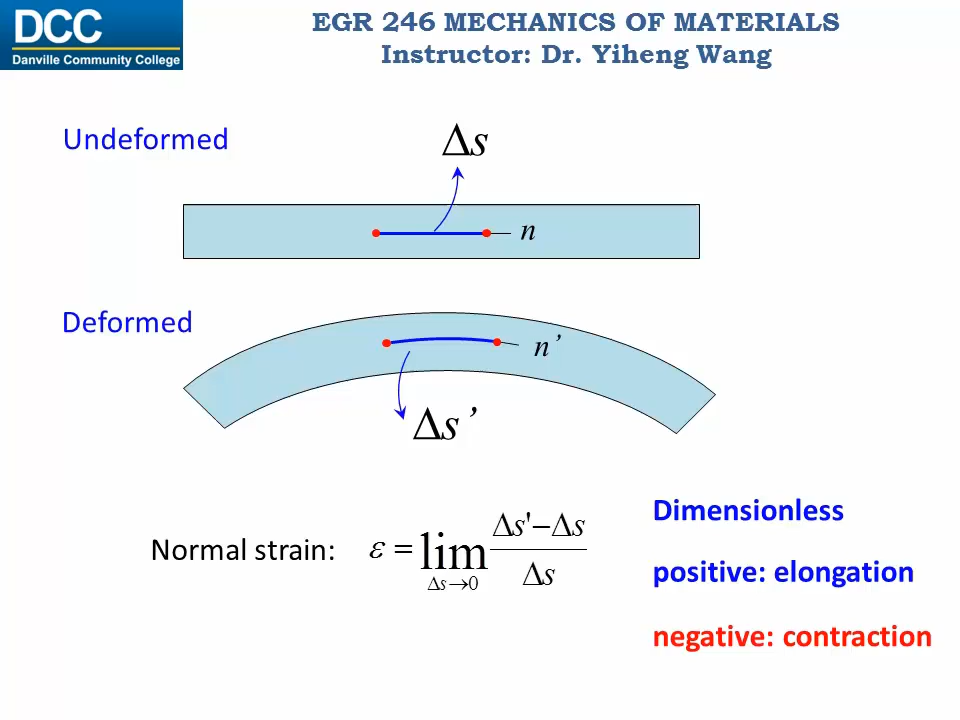 DCC
Danville Community College
EGR 246 MECHANICS OF MATERIALS
Instructor: Dr. Yiheng Wang
Undeformed
Δs
n
Deformed
n’
Δs’
Normal strain: ε = lim Δs→0 (Δs'−Δs)/Δs
Dimensionless
positive: elongation
negative: contraction